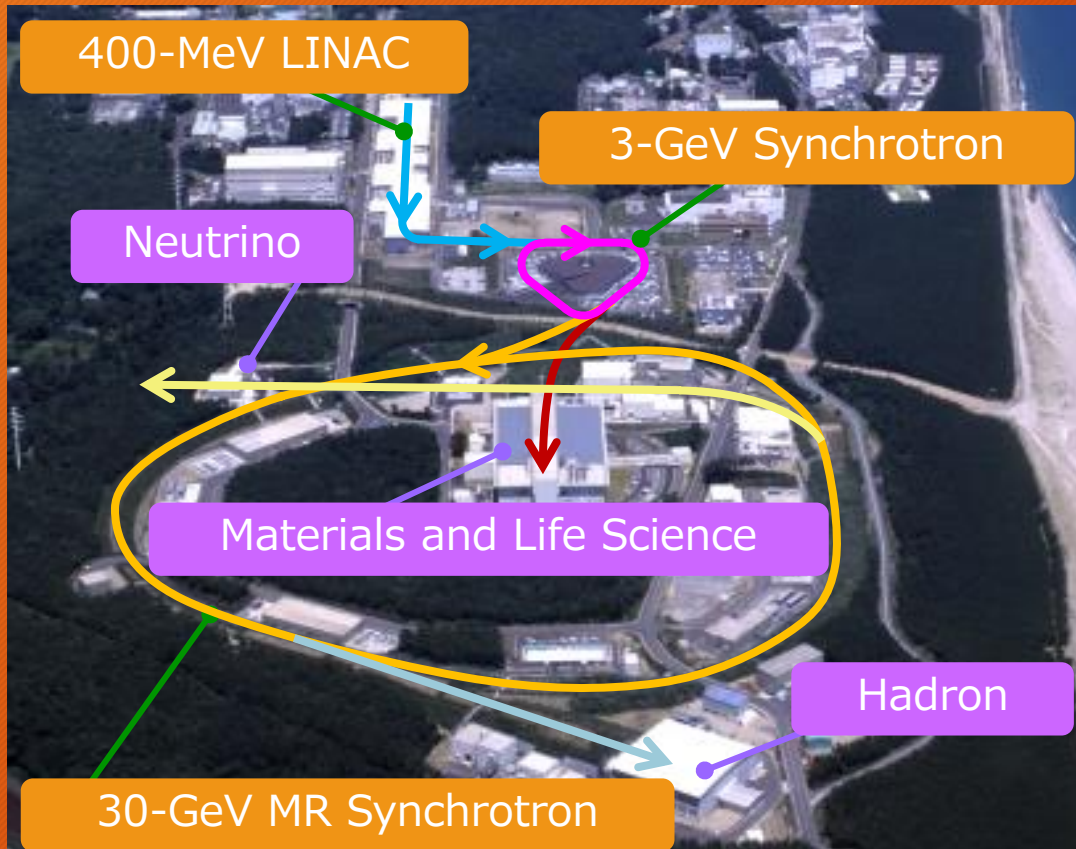 400-MeV LINAC
3-GeV Synchrotron
Neutrino
Materials and Life Science
Hadron
30-GeV MR Synchrotron